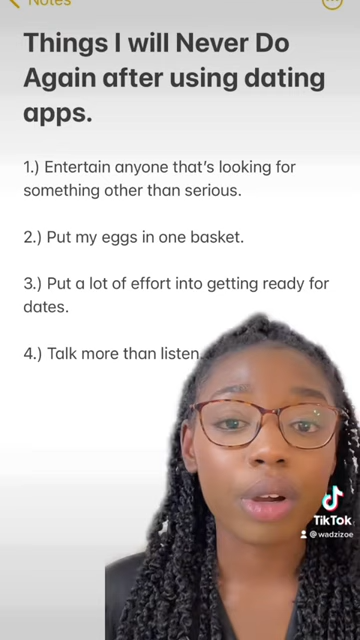 Notes
Things I will Never Do
Again after using dating
apps.
1.) Entertain anyone that's looking for
something other than serious.
2.) Put my eggs in one basket.
3.) Put a lot of effort into getting ready for
dates.
4.) Talk more than listen.
TikTok
@wadzizoe